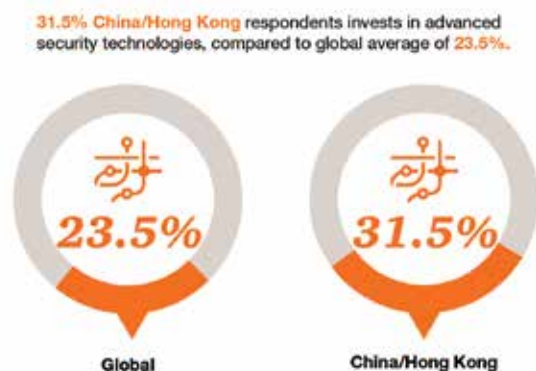 31.5% China/Hong Kong respondents invests in advanced
security technologies, compared to global average of 23.5%.
23.5%
31.5%
Global
China/Hong Kong